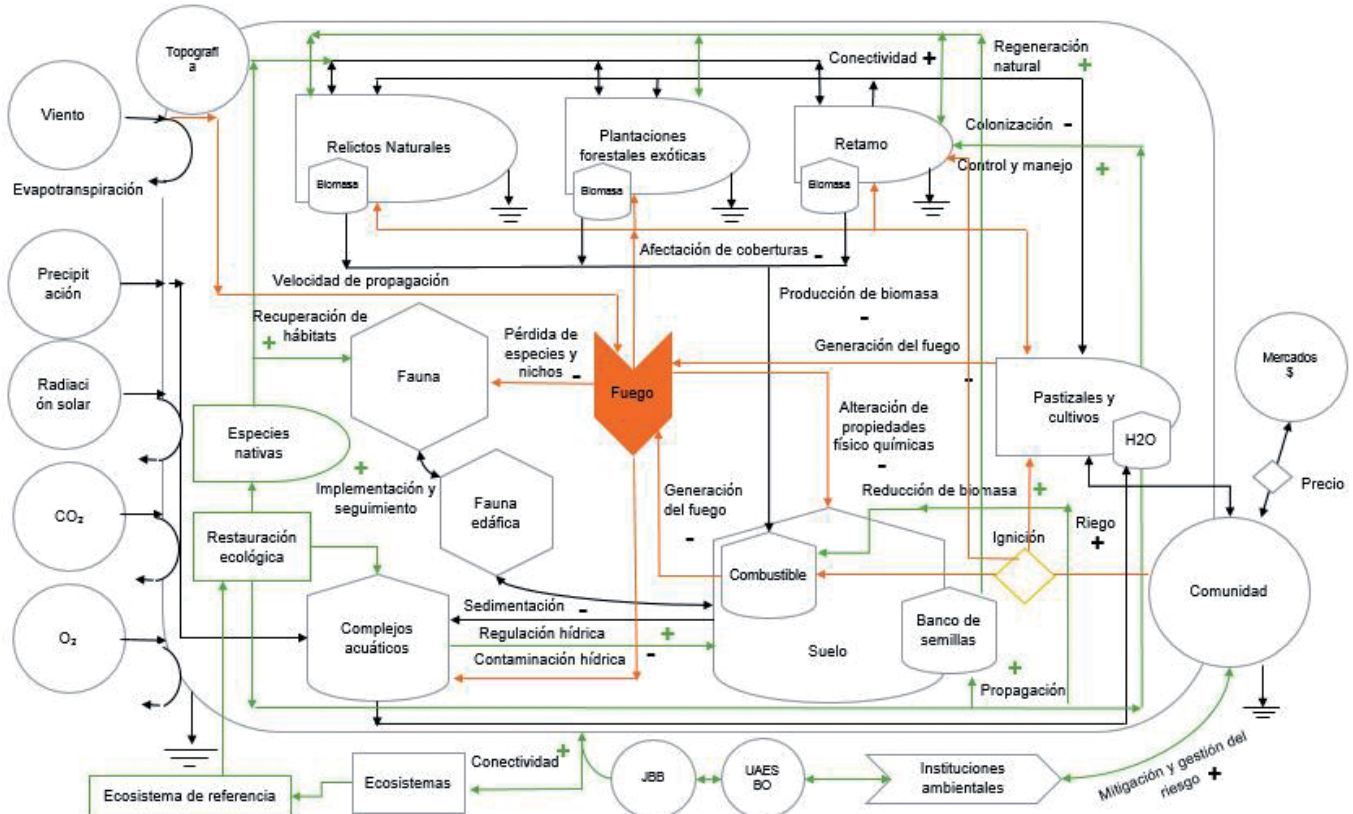 Topografí
a
Viento
Evapotranspiración
Conectividad +
Regeneración
natural
+
Relictos Naturales
Biomasa
Plantaciones
forestales exóticas
Biomasa
Retamo
Biomasa
Colonización -
Control y manejo +
Precipit
ación
Afectación de coberturas -
Velocidad de propagación
Producción de biomasa
-
Recuperación de
hábitats
+
Pérdida de
especies y
nichos -
Generación del fuego
-
Mercados
$
Radiaci
ón solar
Fauna
Fuego
Pastizales y
cultivos
H2O
Alteración de
propiedades
físico químicas
-
Especies
nativas
+
Implementación y
seguimiento
Fauna
edáfica
Generación
del fuego
-
Reducción de biomasa +
Precio
CO₂
Restauración
ecológica
Ignición
Riego
+
Combustible
Comunidad
Sedimentación -
O₂
Complejos
acuáticos
Regulación hídrica +
Contaminación hídrica -
Suelo
Banco de
semillas
+
Propagación
Conectividad +
Ecosistema de referencia
Ecosistemas
JBB
UAES
BO
Instituciones
ambientales
Mitigación y gestión del
riesgo +